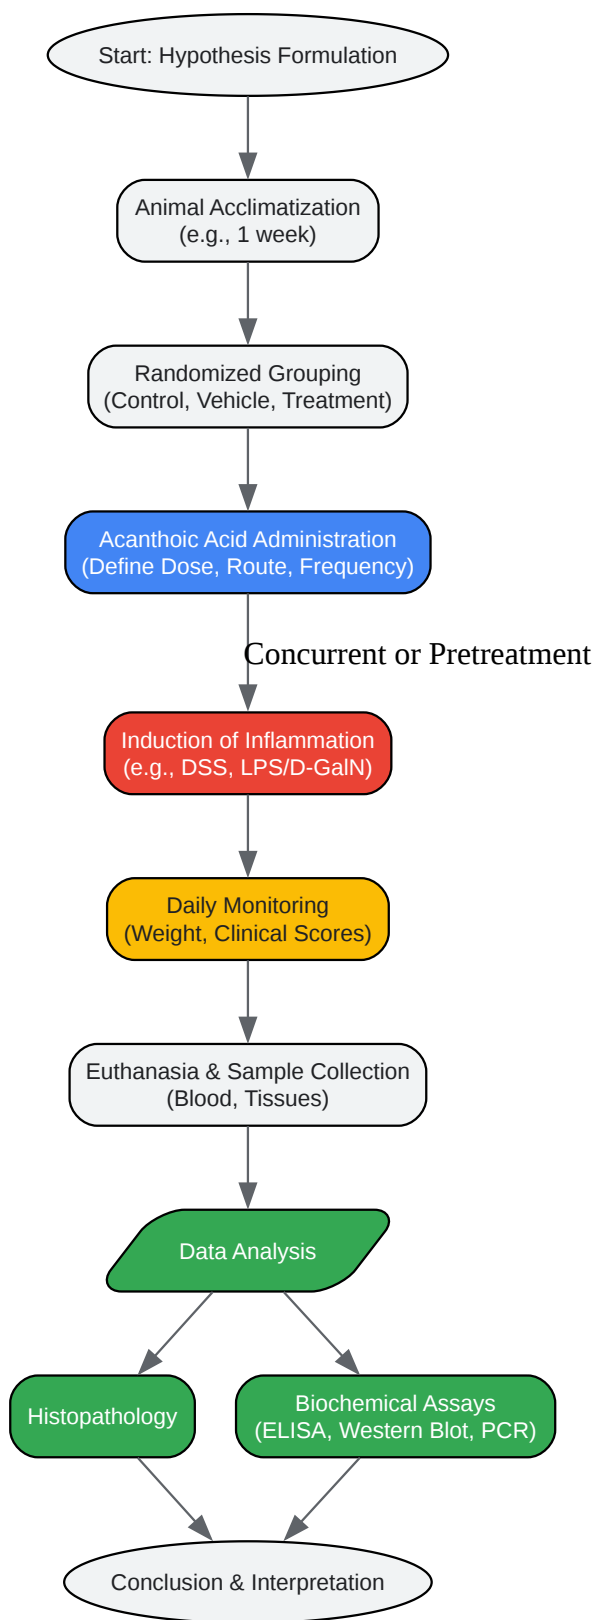 Start: Hypothesis Formulation
Animal Acclimatization
(e.g., 1 week)
Randomized Grouping
(Control, Vehicle, Treatment)
Acanthoic Acid Administration
(Define Dose, Route, Frequency)
Concurrent or Pretreatment
Induction of Inflammation
(e.g., DSS, LPS/D-GalN)
Daily Monitoring
(Weight, Clinical Scores)
Euthanasia & Sample Collection
(Blood, Tissues)
Data Analysis
Histopathology
Biochemical Assays
(ELISA, Western Blot, PCR)
Conclusion & Interpretation